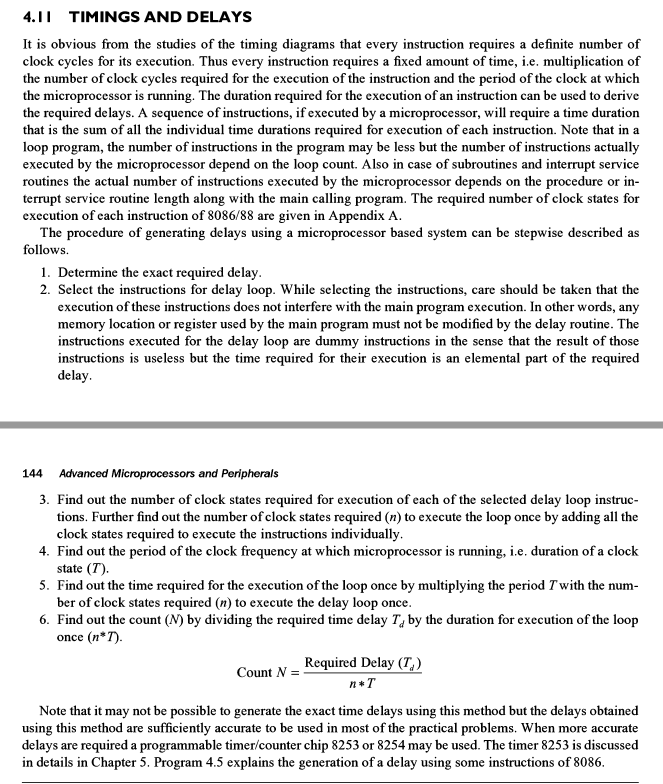 4.11 TIMINGS AND DELAYS
It is obvious from the studies of the timing diagrams that every instruction requires a definite number of
clock cycles for its execution. Thus every instruction requires a fixed amount of time, i.e. multiplication of
the number of clock cycles required for the execution of the instruction and the period of the clock at which
the microprocessor is running. The duration required for the execution of an instruction can be used to derive
the required delays. A sequence of instructions, if executed by a microprocessor, will require a time duration
that is the sum of all the individual time durations required for execution of each instruction. Note that in a
loop program, the number of instructions in the program may be less but the number of instructions actually
executed by the microprocessor depend on the loop count. Also in case of subroutines and interrupt service
routines the actual number of instructions executed by the microprocessor depends on the procedure or in-
terrupt service routine length along with the main calling program. The required number of clock states for
execution of each instruction of 8086/88 are given in Appendix A.
The procedure of generating delays using a microprocessor based system can be stepwise described as
follows.
1. Determine the exact required delay.
2. Select the instructions for delay loop. While selecting the instructions, care should be taken that the
execution of these instructions does not interfere with the main program execution. In other words, any
memory location or register used by the main program must not be modified by the delay routine. The
instructions executed for the delay loop are dummy instructions in the sense that the result of those
instructions is useless but the time required for their execution is an elemental part of the required
delay.
144 Advanced Microprocessors and Peripherals
3. Find out the number of clock states required for execution of each of the selected delay loop instruc-
tions. Further find out the number of clock states required (n) to execute the loop once by adding all the
clock states required to execute the instructions individually.
4. Find out the period of the clock frequency at which microprocessor is running, i.e. duration of a clock
state (T).
5. Find out the time required for the execution of the loop once by multiplying the period T with the num-
ber of clock states required (n) to execute the delay loop once.
6. Find out the count (N) by dividing the required time delay T_d by the duration for execution of the loop
once (n*T).
Count N = Required Delay (T_d) / n*T
Note that it may not be possible to generate the exact time delays using this method but the delays obtained
using this method are sufficiently accurate to be used in most of the practical problems. When more accurate
delays are required a programmable timer/counter chip 8253 or 8254 may be used. The timer 8253 is discussed
in details in Chapter 5. Program 4.5 explains the generation of a delay using some instructions of 8086.